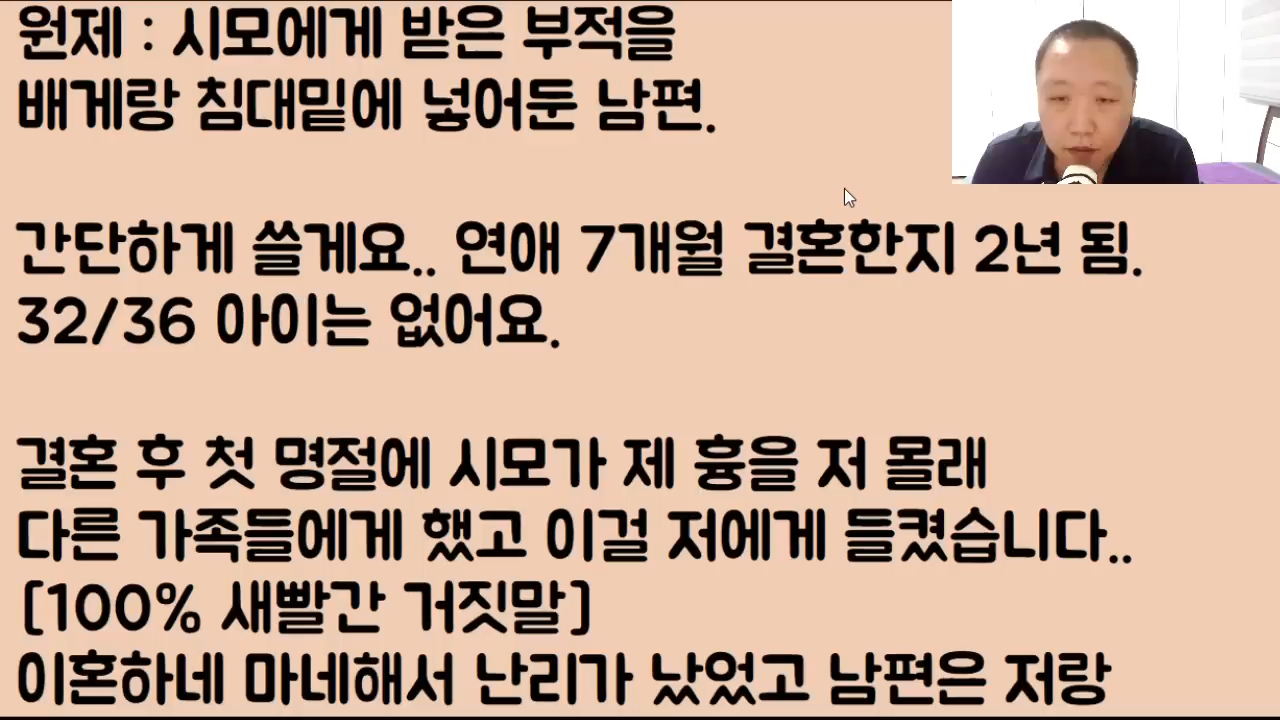 원제 : 시모에게 받은 부적을
배게랑 침대밑에 넣어둔 남편.
간단하게 쓸게요.. 연애 7개월 결혼한지 2년 됨.
32/36 아이는 없어요.
결혼 후 첫 명절에 시모가 제 흉을 저 몰래
다른 가족들에게 했고 이걸 저에게 들켰습니다..
[100% 새빨간 거짓말]
이혼하네 마네해서 난리가 났었고 남편은 저랑